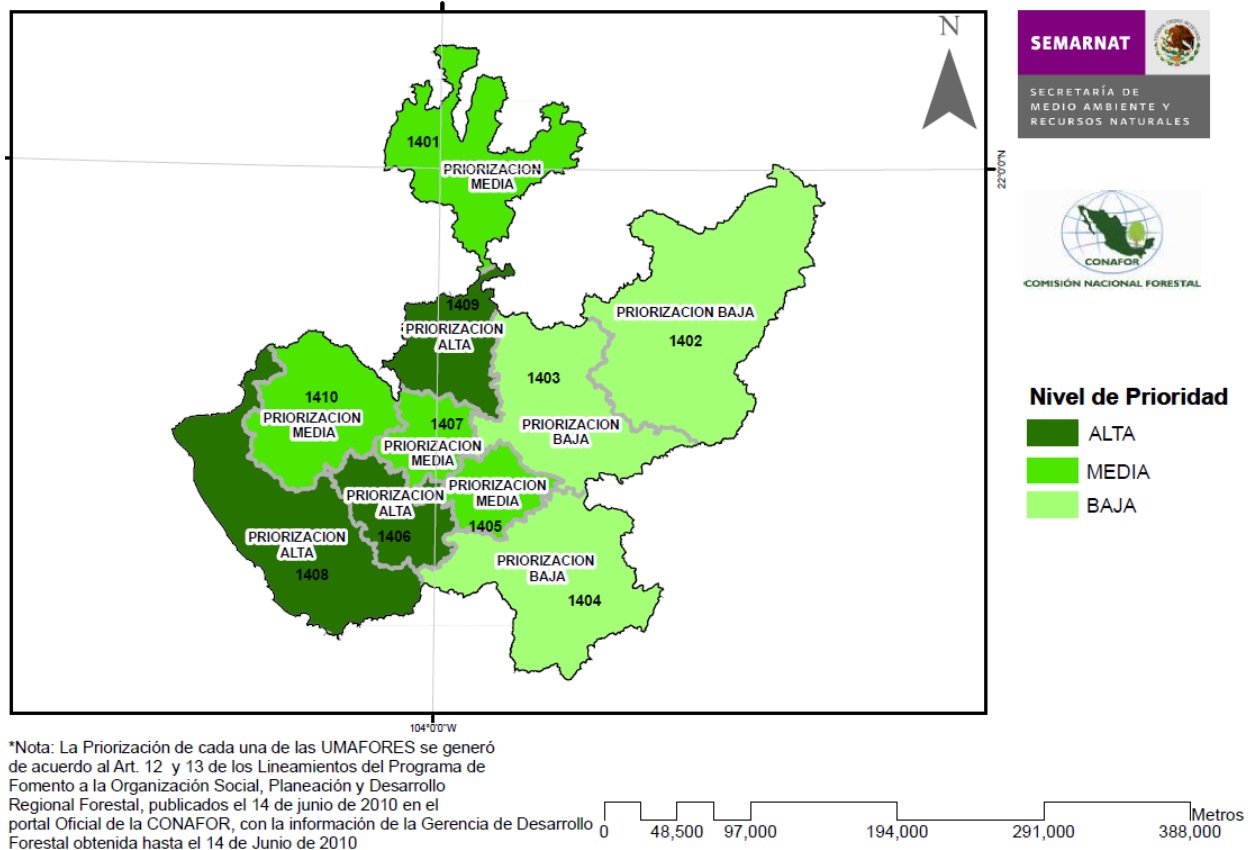 N
SEMARNAT
SECRETARÍA DE
MEDIO AMBIENTE Y
RECURSOS NATURALES
1401
PRIORIZACION
MEDIA
22°0'0"N
CONAFOR
COMISIÓN NACIONAL FORESTAL
1409
PRIORIZACION
ALTA
PRIORIZACION BAJA
1402
1403
PRIORIZACION
BAJA
1410
PRIORIZACION
MEDIA
1407
PRIORIZACION
MEDIA
PRIORIZACION
ALTA
1406
PRIORIZACION
MEDIA
1405
PRIORIZACION
ALTA
1408
PRIORIZACION
BAJA
1404
Nivel de Prioridad
ALTA
MEDIA
BAJA
104°0'0"W
*Nota: La Priorización de cada una de las UMAFORES se generó
de acuerdo al Art. 12 y 13 de los Lineamientos del Programa de
Fomento a la Organización Social, Planeación y Desarrollo
Regional Forestal, publicados el 14 de junio de 2010 en el
portal Oficial de la CONAFOR, con la información de la Gerencia de Desarrollo
Forestal obtenida hasta el 14 de Junio de 2010
Metros
0 48,500 97,000 194,000 291,000 388,000